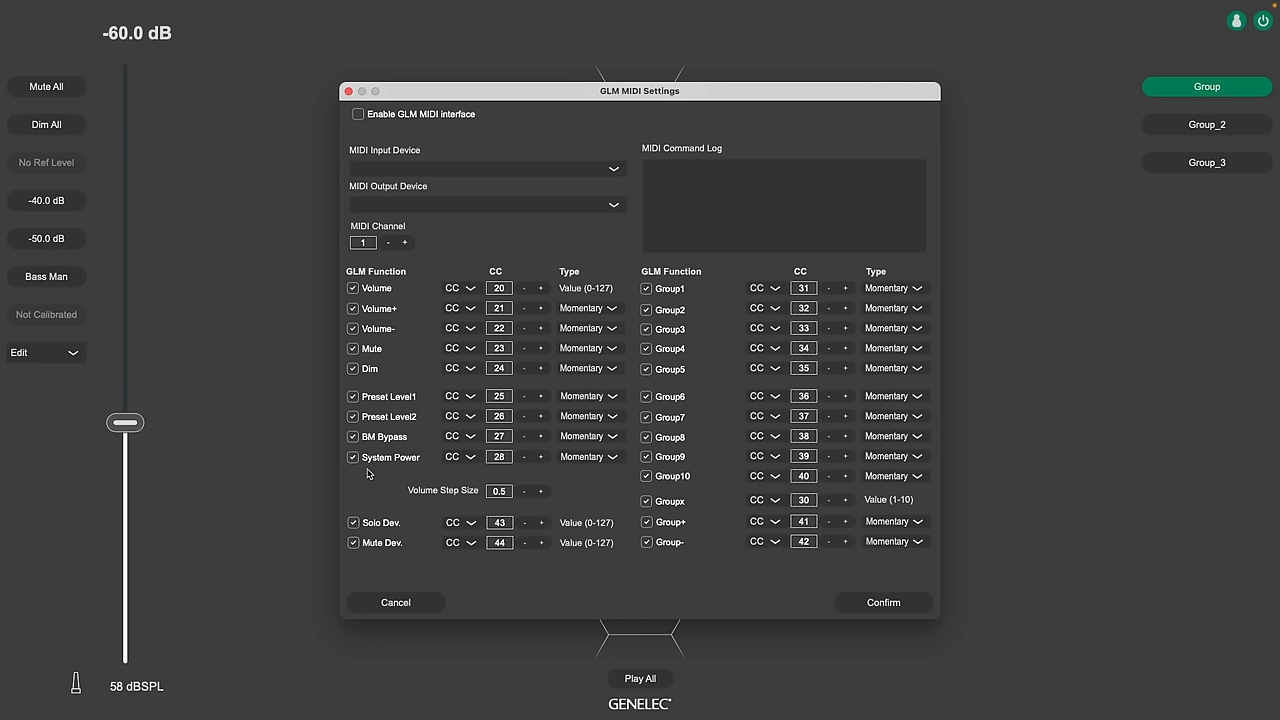 -60.0 dB
Mute All
Dim All
No Ref Level
-40.0 dB
-50.0 dB
Bass Man
Not Calibrated
Edit
58 dBSPL
GLM MIDI Settings
Enable GLM MIDI interface
MIDI Input Device
MIDI Output Device
MIDI Channel
1 - +
MIDI Command Log
GLM Function CC Type
Volume CC 20 - + Value (0-127)
Volume+ CC 21 - + Momentary
Volume- CC 22 - + Momentary
Mute CC 23 - + Momentary
Dim CC 24 - + Momentary
Preset Level1 CC 25 - + Momentary
Preset Level2 CC 26 - + Momentary
BM Bypass CC 27 - + Momentary
System Power CC 28 - + Momentary
Volume Step Size 0.5 - +
Solo Dev. CC 43 - + Value (0-127)
Mute Dev. CC 44 - + Value (0-127)
GLM Function CC Type
Group1 CC 31 - + Momentary
Group2 CC 32 - + Momentary
Group3 CC 33 - + Momentary
Group4 CC 34 - + Momentary
Group5 CC 35 - + Momentary
Group6 CC 36 - + Momentary
Group7 CC 37 - + Momentary
Group8 CC 38 - + Momentary
Group9 CC 39 - + Momentary
Group10 CC 40 - + Momentary
Groupx CC 30 - + Value (1-10)
Group+ CC 41 - + Momentary
Group- CC 42 - + Momentary
Cancel
Confirm
Play All
GENELEC®
Group
Group_2
Group_3